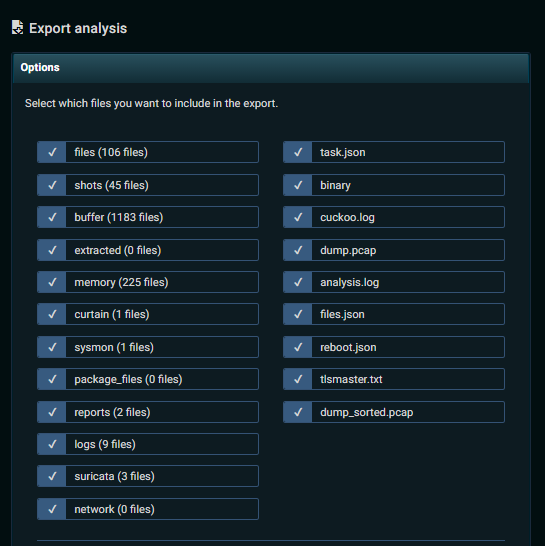 Export analysis
Options
Select which files you want to include in the export.
files (106 files)
shots (45 files)
buffer (1183 files)
extracted (0 files)
memory (225 files)
curtain (1 files)
sysmon (1 files)
package_files (0 files)
reports (2 files)
logs (9 files)
suricata (3 files)
network (0 files)
task.json
binary
cuckoo.log
dump.pcap
analysis.log
files.json
reboot.json
tlsmaster.txt
dump_sorted.pcap